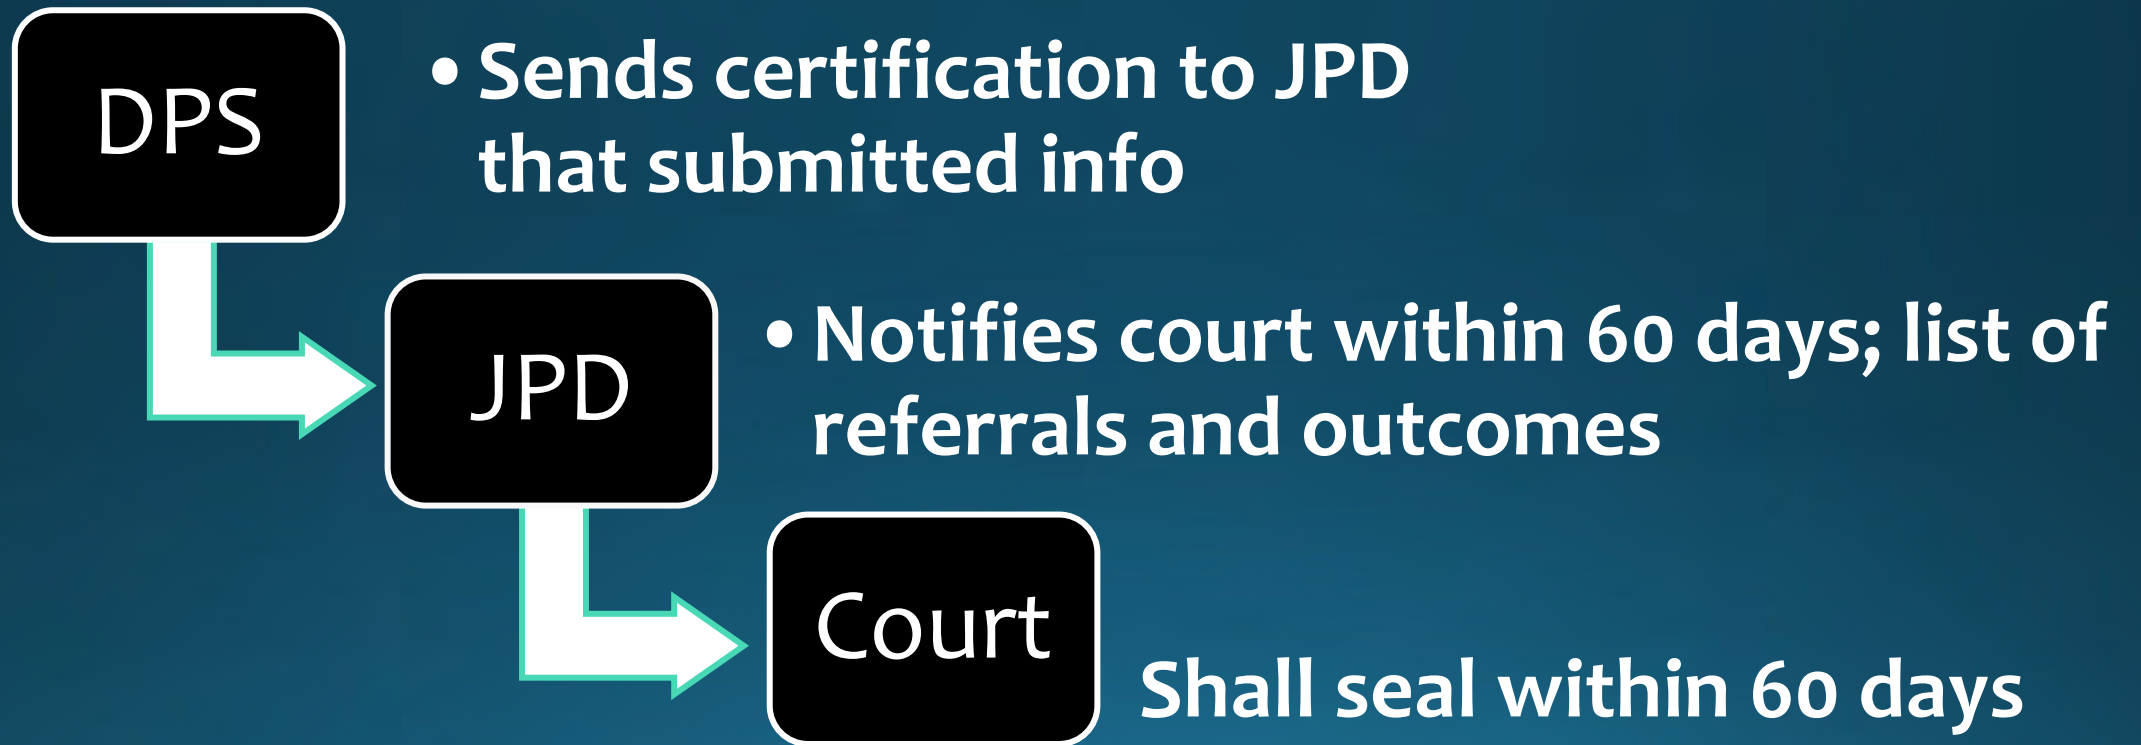 DPS
• Sends certification to JPD
that submitted info
JPD
• Notifies court within 60 days; list of
referrals and outcomes
Court
Shall seal within 60 days